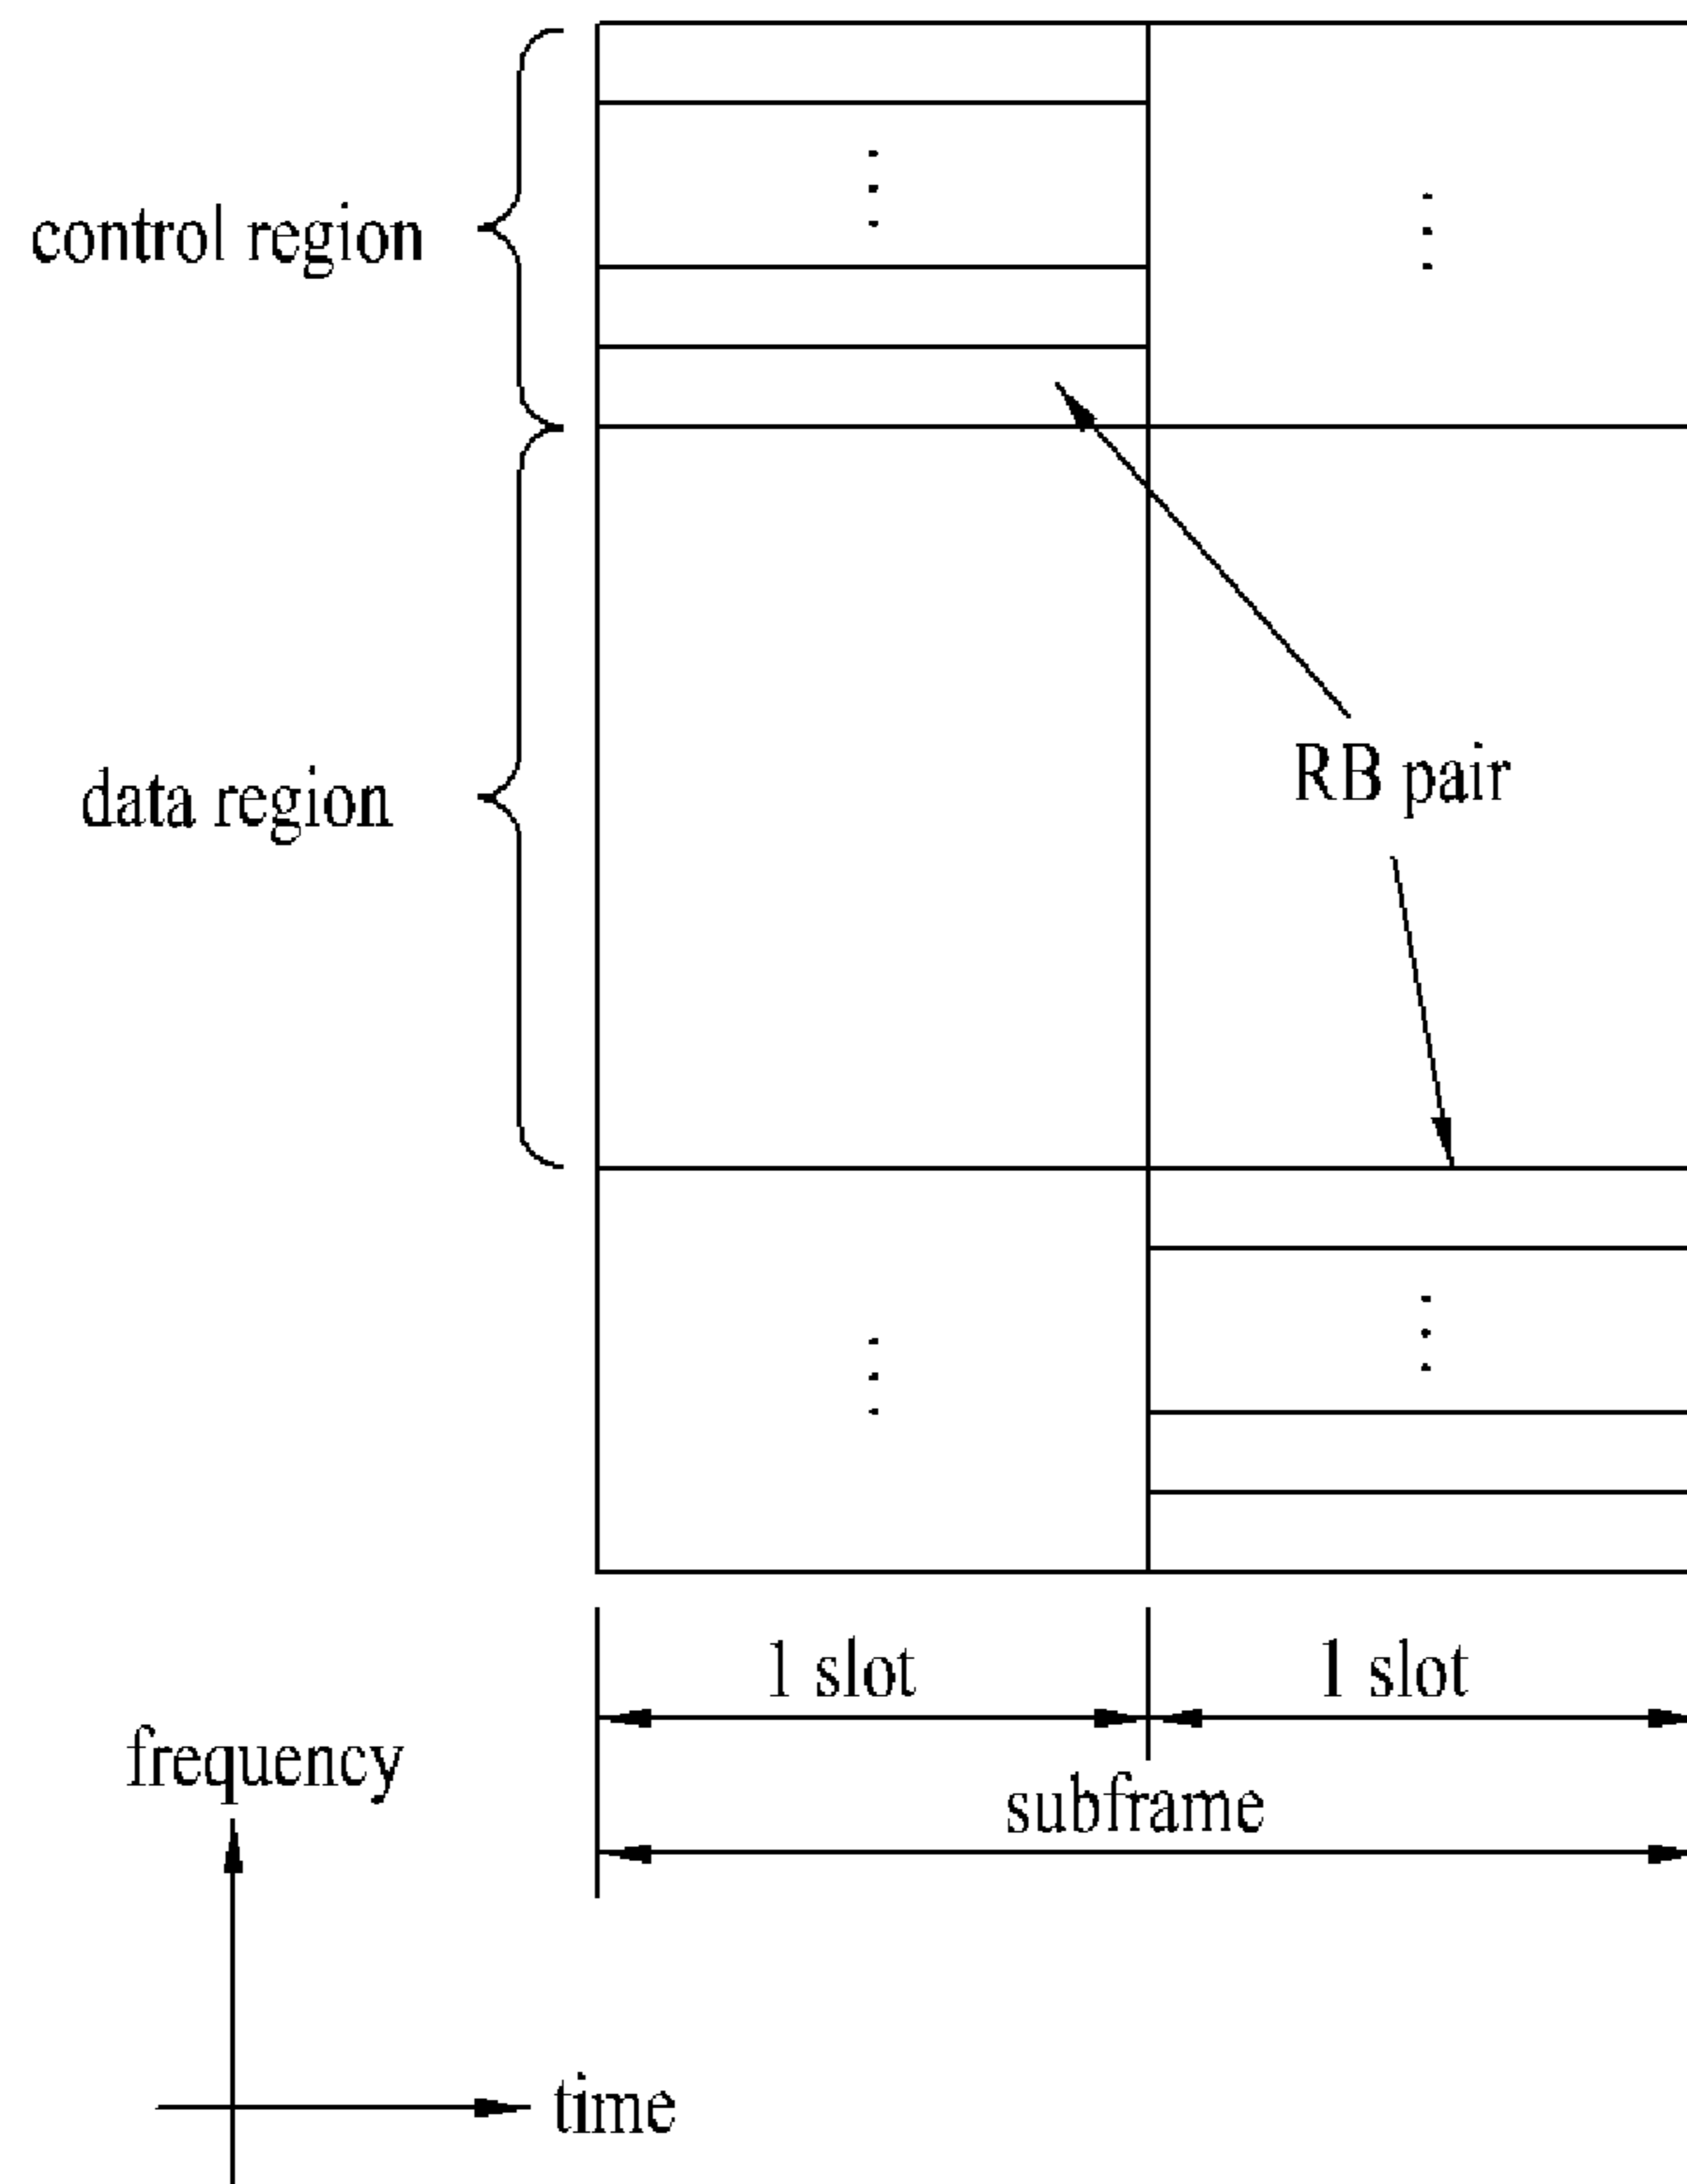 control region
data region
RB pair
1 slot
1 slot
subframe
frequency
time